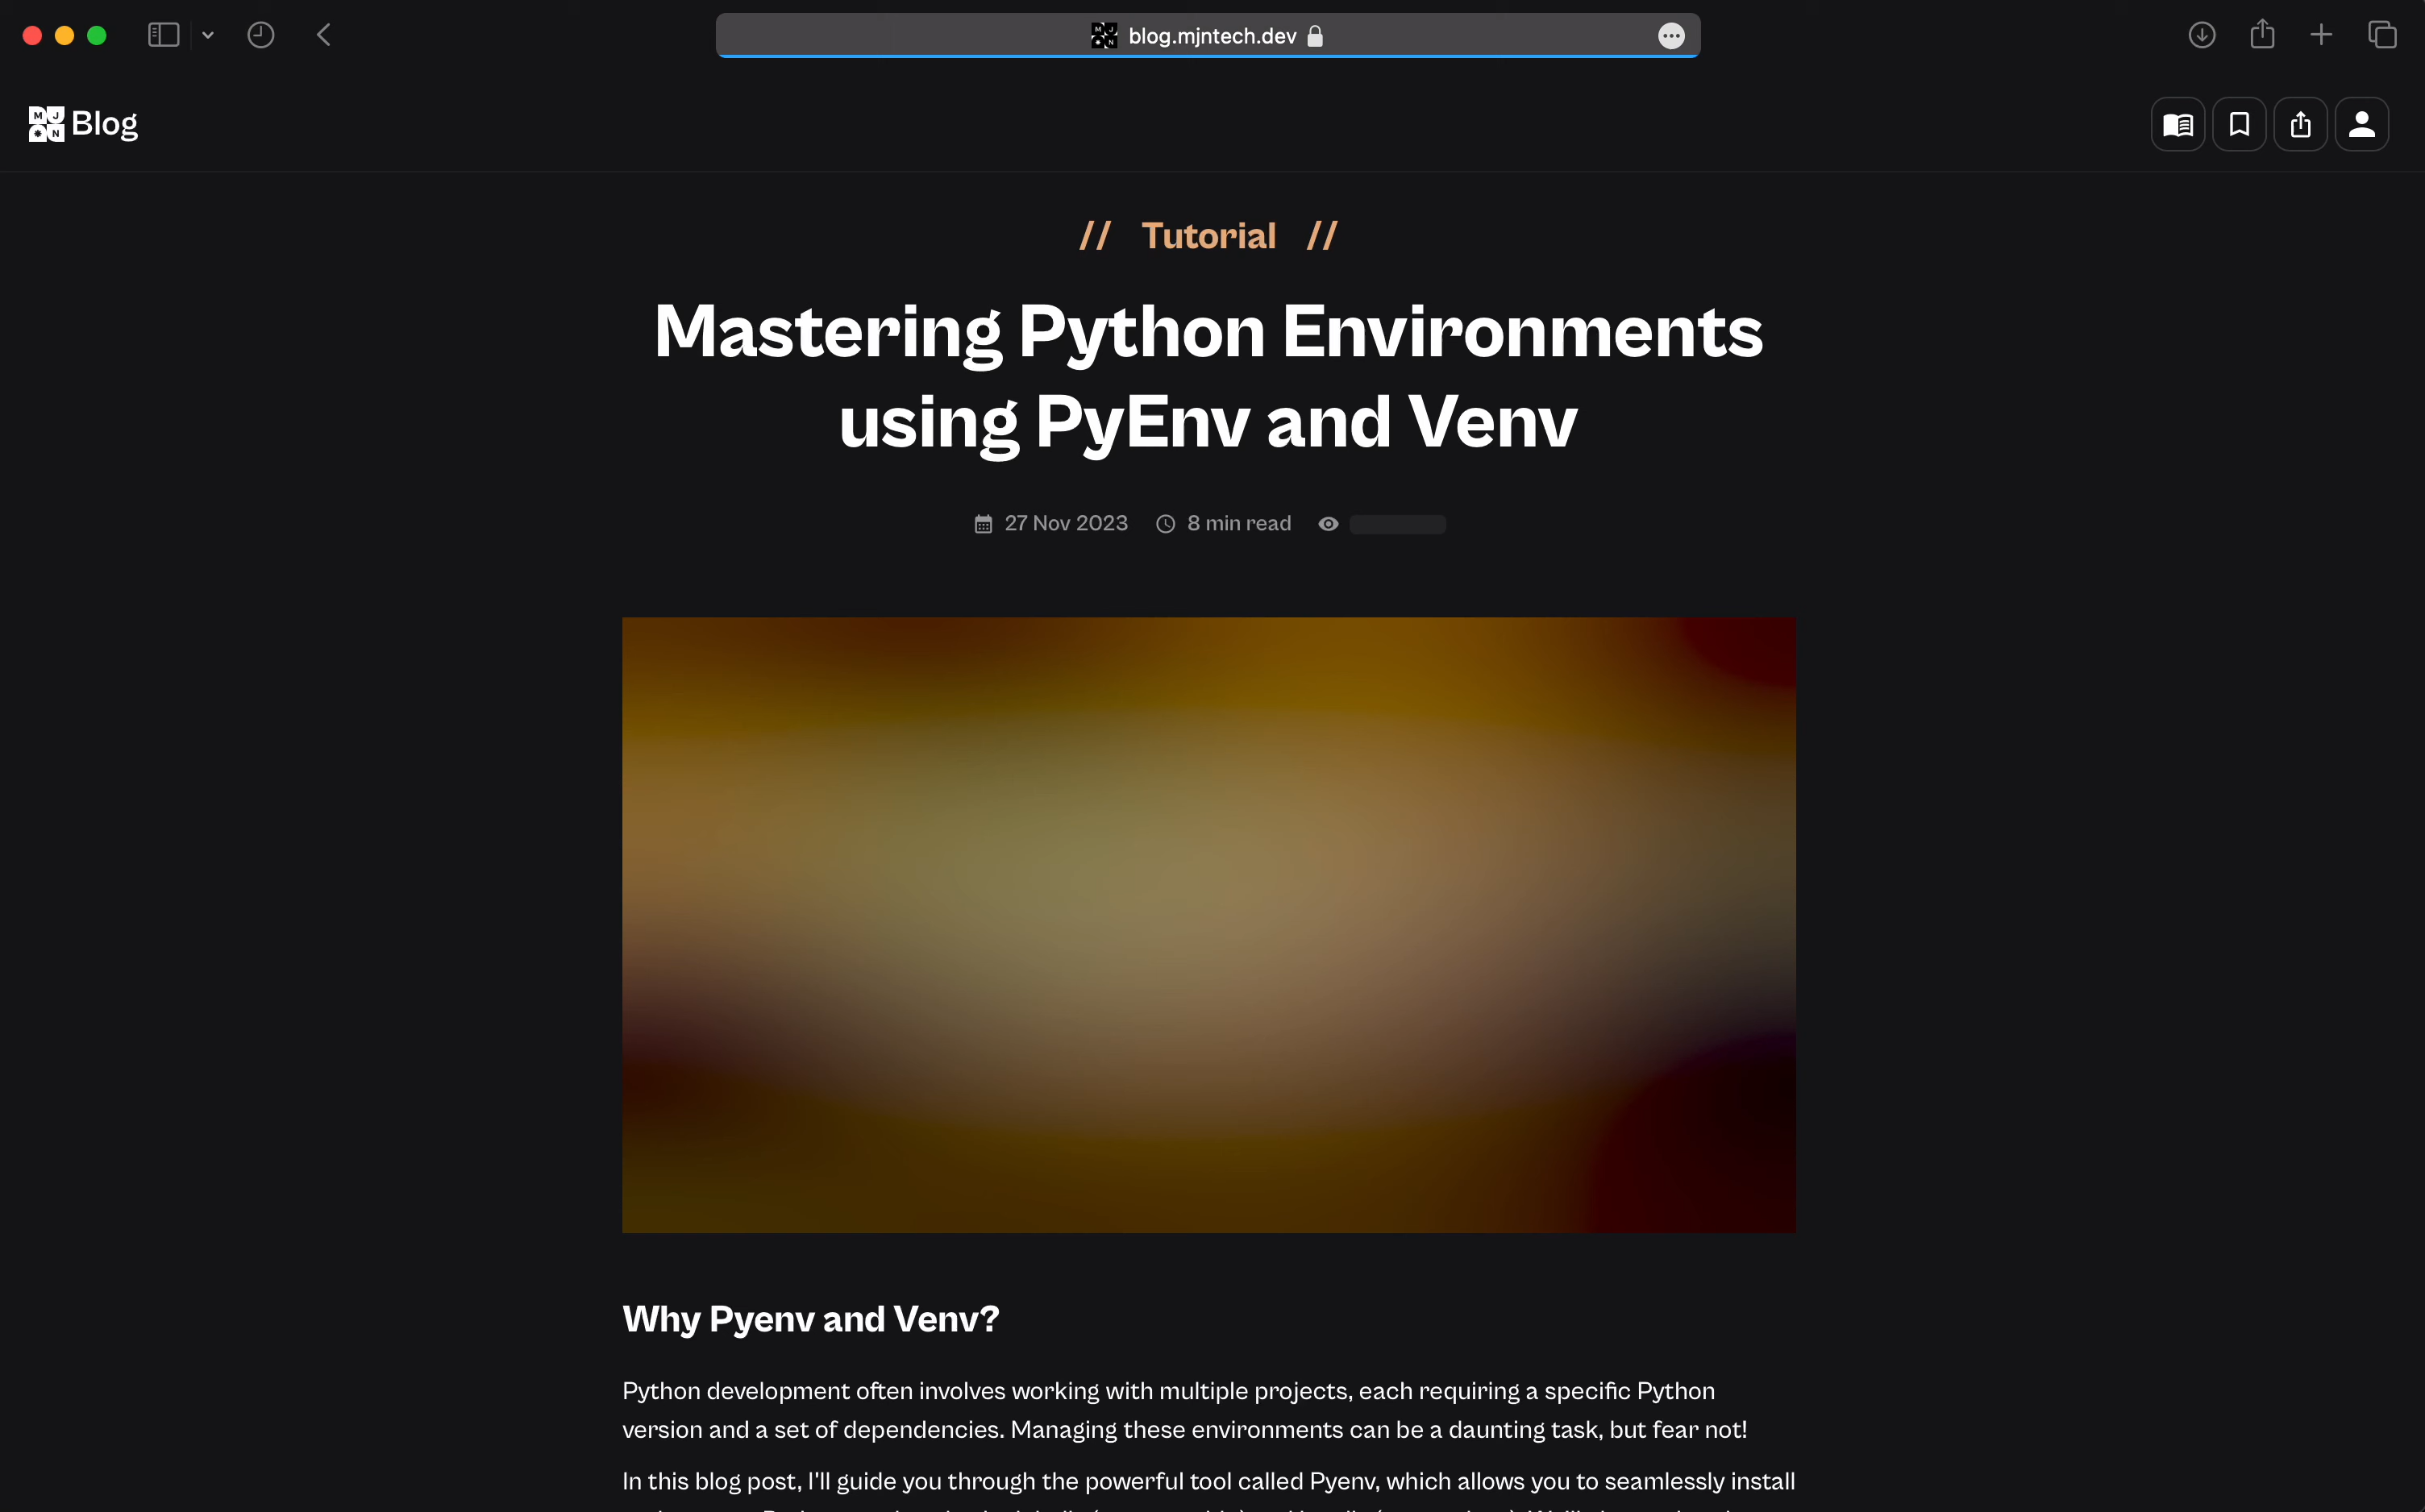 blog.mjntech.dev
M J
N
Blog
// Tutorial //
Mastering Python Environments
using PyEnv and Venv
27 Nov 2023 8 min read
Why Pyenv and Venv?
Python development often involves working with multiple projects, each requiring a specific Python
version and a set of dependencies. Managing these environments can be a daunting task, but fear not!
In this blog post, I'll guide you through the powerful tool called Pyenv, which allows you to seamlessly install